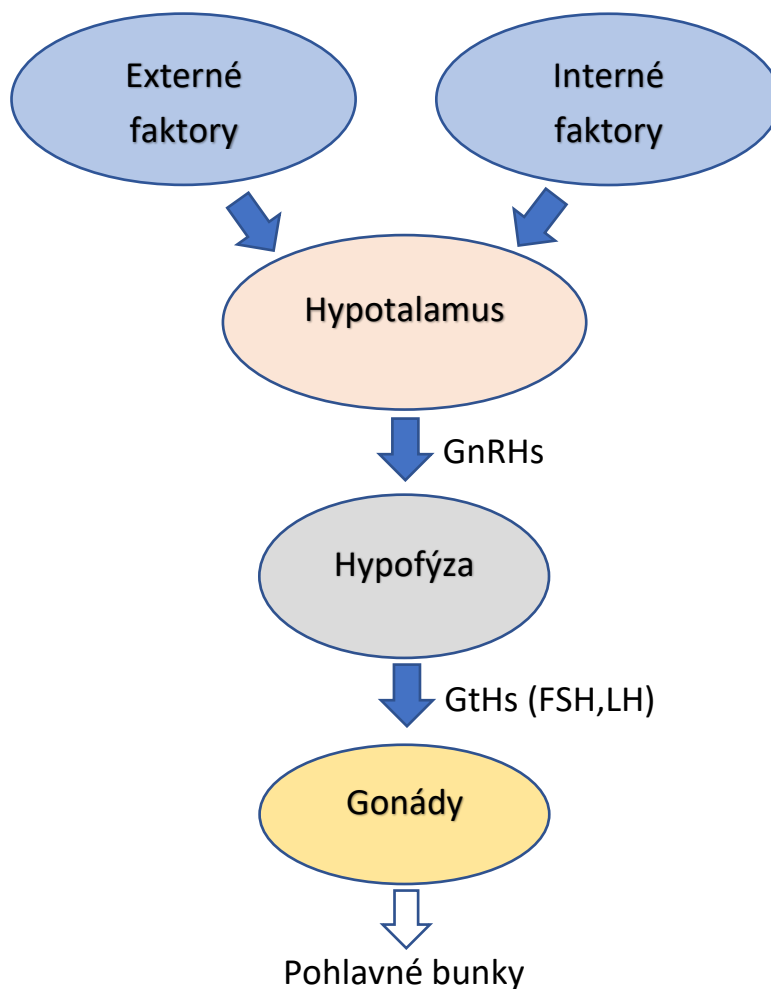 Externé
faktory
Interné
faktory
Hypotalamus
GnRHs
Hypofýza
GtHs (FSH,LH)
Gonády
Pohlavné bunky